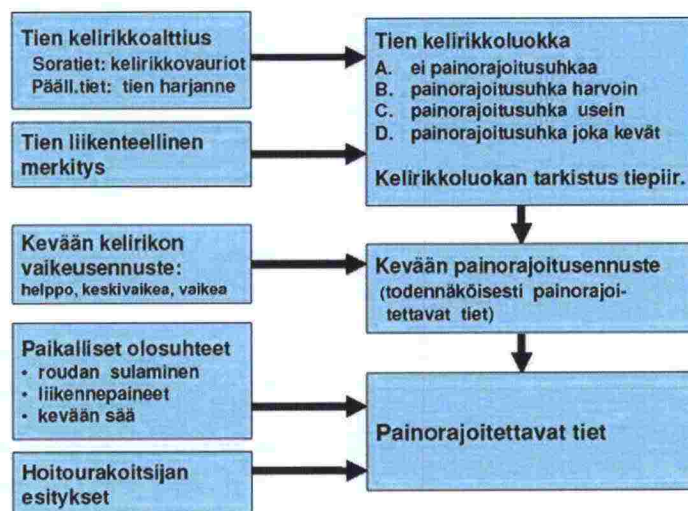 Tien kelirikkoalttius
Soratiet: kelirikkovauriot
Pääll.tiet: tien harjanne
Tien liikenteellinen
merkitys
Tien kelirikkoluokka
A. ei painorajoitusuhkaa
B. painorajoitusuhka harvoin
C. painorajoitusuhka usein
D. painorajoitusuhka joka kevät
Kelirikkoluokan tarkistus tiepiir.
Kevään kelirikon
vaikeusennuste:
helppo, keskivaikea, vaikea
Kevään painorajoitusennuste
(todennäköisesti painorajoi-
tettavat tiet)
Paikalliset olosuhteet
• roudan sulaminen
• liikennepaineet
• kevään sää
Hoitourakoitsijan
esitykset
Painorajoitettavat tiet